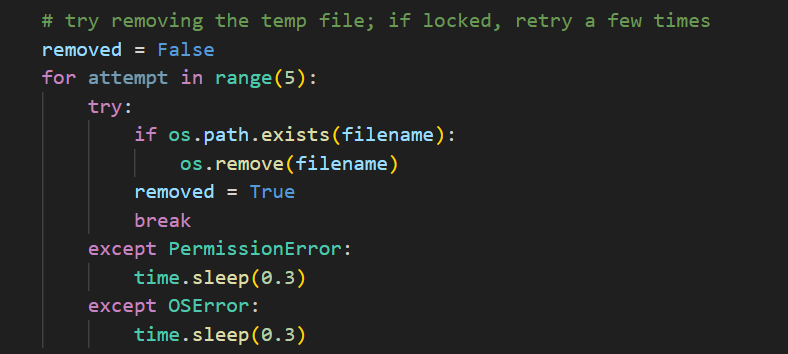 # try removing the temp file; if locked, retry a few times
removed = False
for attempt in range(5):
    try:
        if os.path.exists(filename):
            os.remove(filename)
        removed = True
        break
    except PermissionError:
        time.sleep(0.3)
    except OSError:
        time.sleep(0.3)